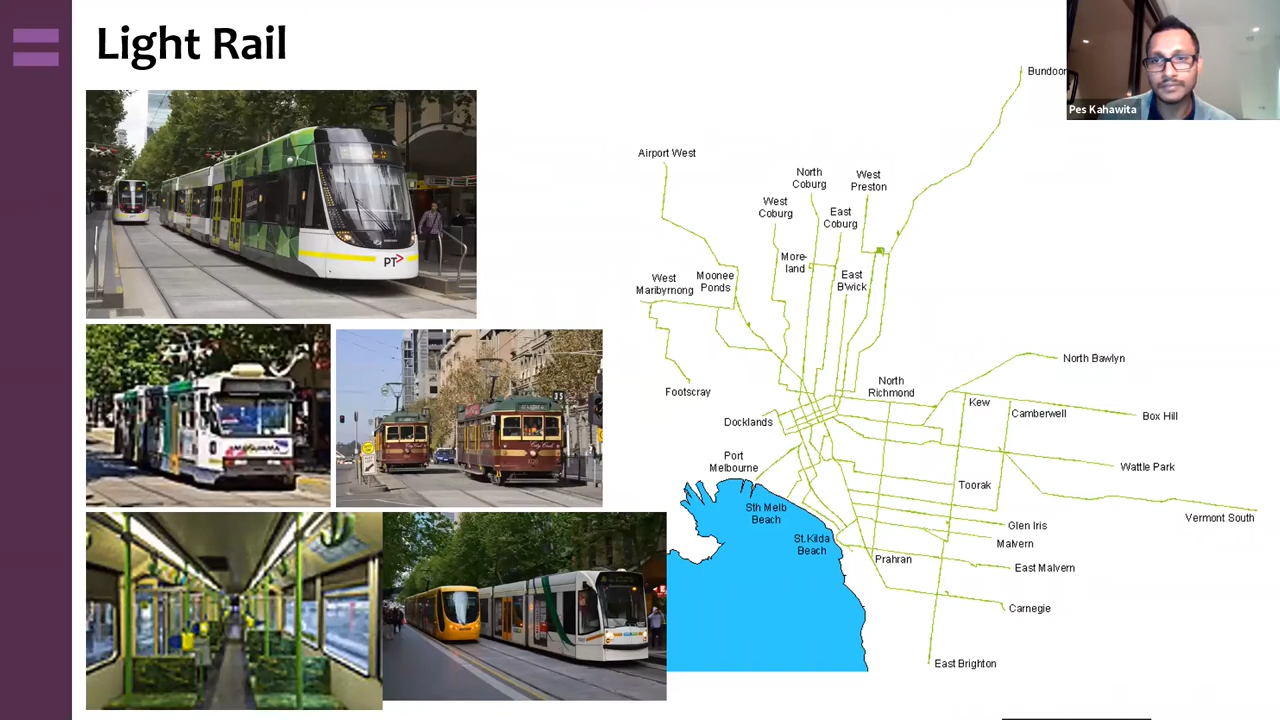 Light Rail
Bundoor
Pes Kahawita
Airport West
North
Coburg
West
Preston
West
Coburg
East
Coburg
More-
land
East
B'wick
West
Maribyrnong
Moonee
Ponds
North Bawlyn
Footscray
North
Richmond
Kew
Camberwell
Box Hill
Docklands
Port
Melbourne
Wattle Park
Toorak
Sth Melb
Beach
Vermont South
Glen Iris
St.Kilda
Beach
Malvern
Prahran
East Malvern
Carnegie
East Brighton
PT>
35